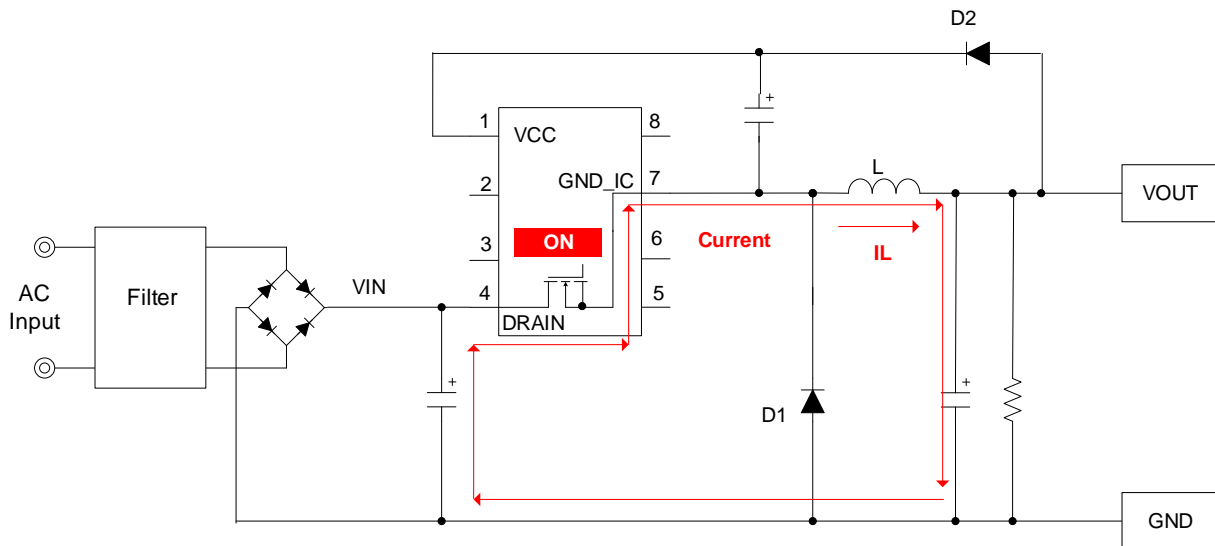 D2
+
1
VCC
8
2
GND_IC
7
L
VOUT
3
ON
6
Current
IL
AC
Input
Filter
VIN
4
DRAIN
5
+
D1
+
GND